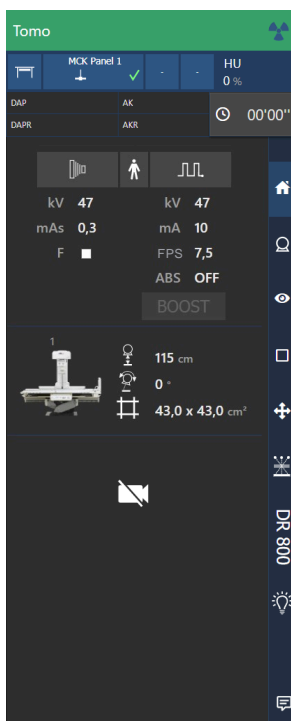 Tomo
MCK Panel 1
- -
HU
0 %
DAP AK
DAPR AKR
00'00"
kV 47 kV 47
mAs 0,3 mA 10
F FPS 7,5
ABS OFF
BOOST
1
115 cm
0 °
43,0 x 43,0 cm²
DR 800